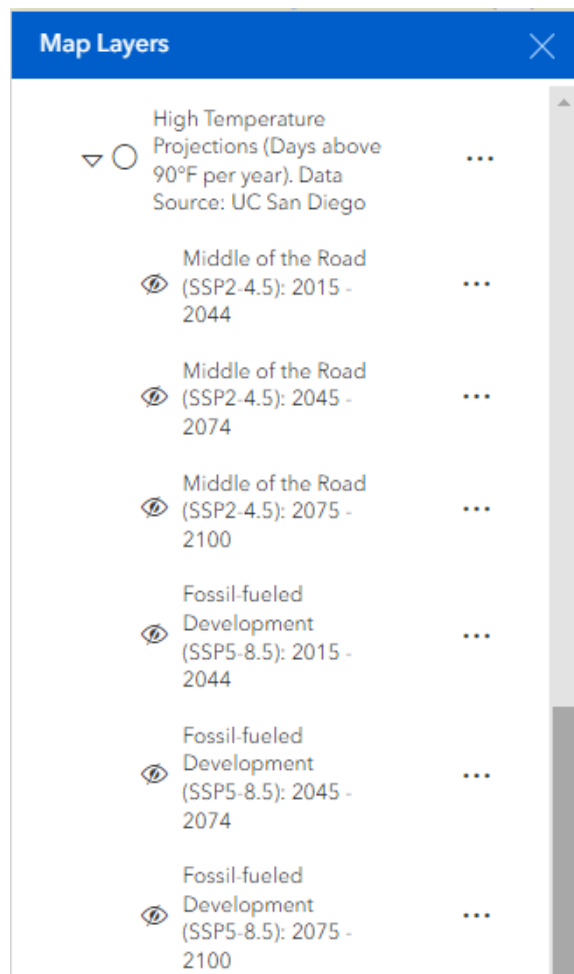 Map Layers
High Temperature
Projections (Days above
90°F per year). Data
Source: UC San Diego
Middle of the Road
(SSP2-4.5): 2015 -
2044
Middle of the Road
(SSP2-4.5): 2045 -
2074
Middle of the Road
(SSP2-4.5): 2075 -
2100
Fossil-fueled
Development
(SSP5-8.5): 2015 -
2044
Fossil-fueled
Development
(SSP5-8.5): 2045 -
2074
Fossil-fueled
Development
(SSP5-8.5): 2075 -
2100